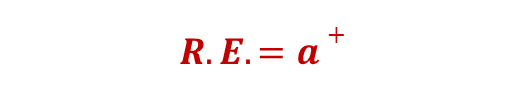 R. E. = a⁺